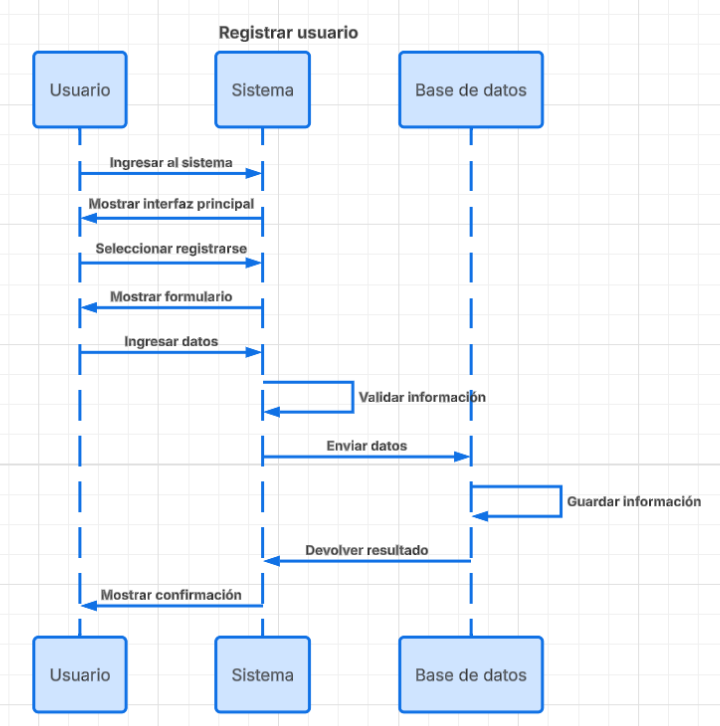 Registrar usuario
Usuario
Sistema
Base de datos
Ingresar al sistema
Mostrar interfaz principal
Seleccionar registrarse
Mostrar formulario
Ingresar datos
Validar información
Enviar datos
Guardar información
Devolver resultado
Mostrar confirmación
Usuario
Sistema
Base de datos